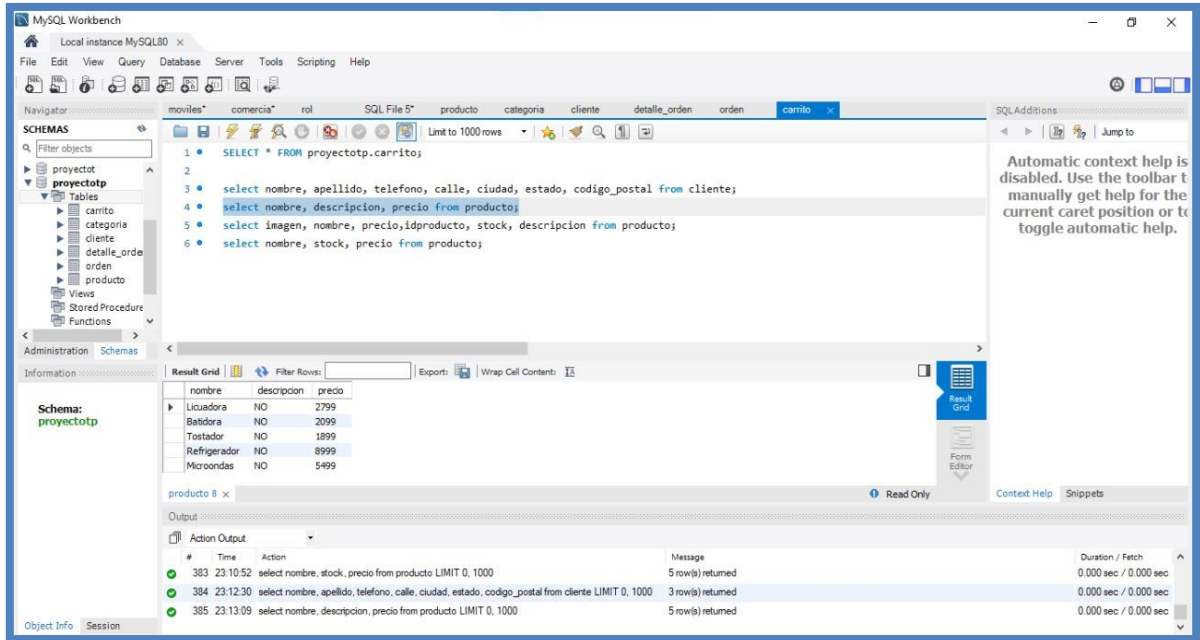 MySQL Workbench
Local instance MySQL80 ×
File Edit View Query Database Server Tools Scripting Help
Navigator
SCHEMAS
Filter objects
proyectot
proyectotp
Tables
carrito
categoria
cliente
detalle_orde
orden
producto
Views
Stored Procedure
Functions
Administration Schemas
Information
Schema:
proyectotp
Object Info Session
moviles* comercia* rol SQL File 5* producto categoria cliente detalle_orden orden carrito ×
Limit to 1000 rows
1 SELECT * FROM proyectotp.carrito;
2
3 select nombre, apellido, telefono, calle, ciudad, estado, codigo_postal from cliente;
4 select nombre, descripcion, precio from producto;
5 select imagen, nombre, precio,idproducto, stock, descripcion from producto;
6 select nombre, stock, precio from producto;
Result Grid Filter Rows: Export: Wrap Cell Content:
nombre descripcion precio
Licuadora NO 2799
Batidora NO 2099
Tostador NO 1899
Refrigerador NO 8999
Microondas NO 5499
Result Grid
Form Editor
producto 8 × Read Only
Output
Action Output
# Time Action Message Duration / Fetch
383 23:10:52 select nombre, stock, precio from producto LIMIT 0, 1000 5 row(s) returned 0.000 sec / 0.000 sec
384 23:12:30 select nombre, apellido, telefono, calle, ciudad, estado, codigo_postal from cliente LIMIT 0, 1000 3 row(s) returned 0.000 sec / 0.000 sec
385 23:13:09 select nombre, descripcion, precio from producto LIMIT 0, 1000 5 row(s) returned 0.000 sec / 0.000 sec
SQL Additions
Jump to
Automatic context help is
disabled. Use the toolbar t
manually get help for the
current caret position or to
toggle automatic help.
Context Help Snippets